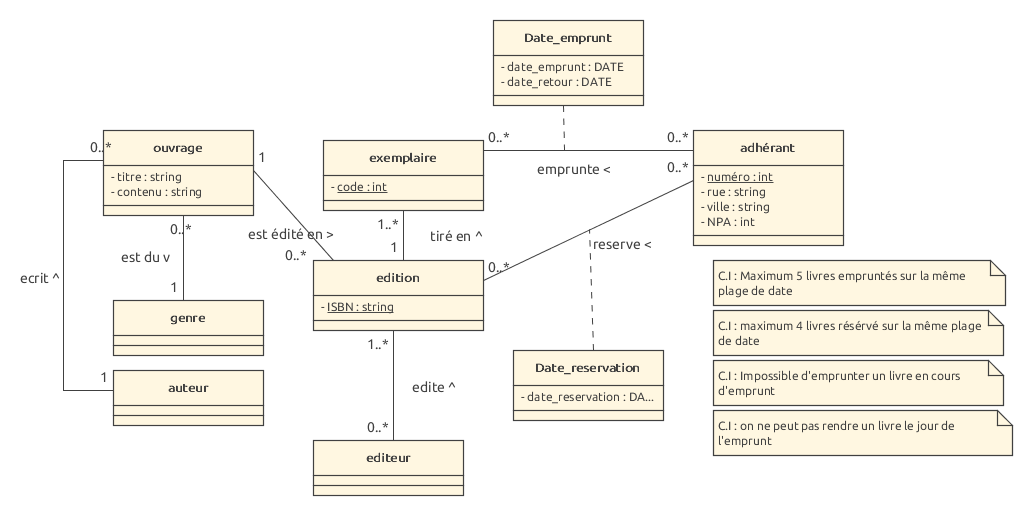 Date_emprunt
- date_emprunt : DATE
- date_retour : DATE
0..*
ouvrage
- titre : string
- contenu : string
1
exemplaire
- code : int
0..*
0..*
emprunte <
adhérant
- numéro : int
- rue : string
- ville : string
- NPA : int
0..*
0..*
est du v
1
est édité en >
0..*
1..*
1
tiré en ^
reserve <
0..*
ecrit ^
edition
- ISBN : string
genre
auteur
1
1..*
edite ^
0..*
editeur
Date_reservation
- date_reservation : DA...
C.I : Maximum 5 livres empruntés sur la même
plage de date
C.I : maximum 4 livres résérvé sur la même plage
de date
C.I : Impossible d'emprunter un livre en cours
d'emprunt
C.I : on ne peut pas rendre un livre le jour de
l'emprunt